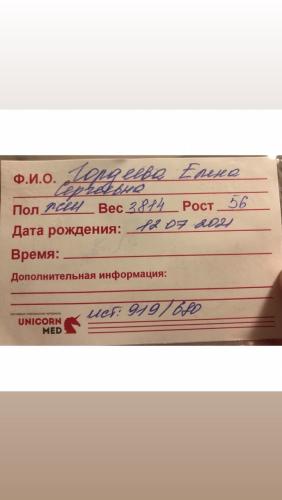 Ф.И.О. Гордеева Елена
Сергеевна
Пол жен Вес 3814 Рост 56
Дата рождения: 12 07 2021
Время:
Дополнительная информация:
UNICORN
MED
ист: 919/680